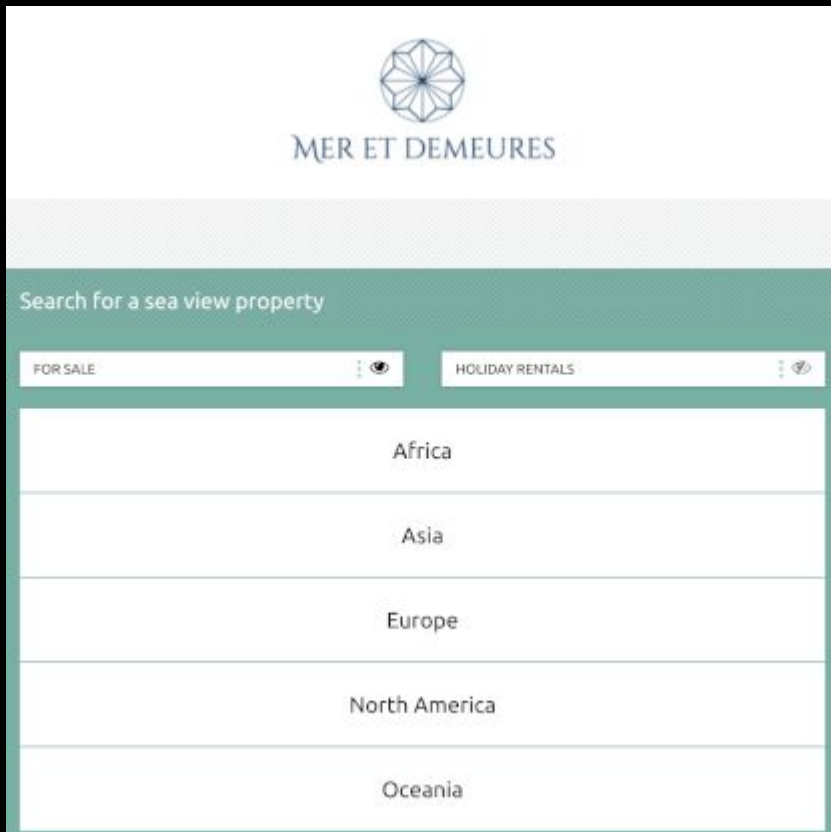 MER ET DEMEURES
Search for a sea view property
FOR SALE
HOLIDAY RENTALS
Africa
Asia
Europe
North America
Oceania